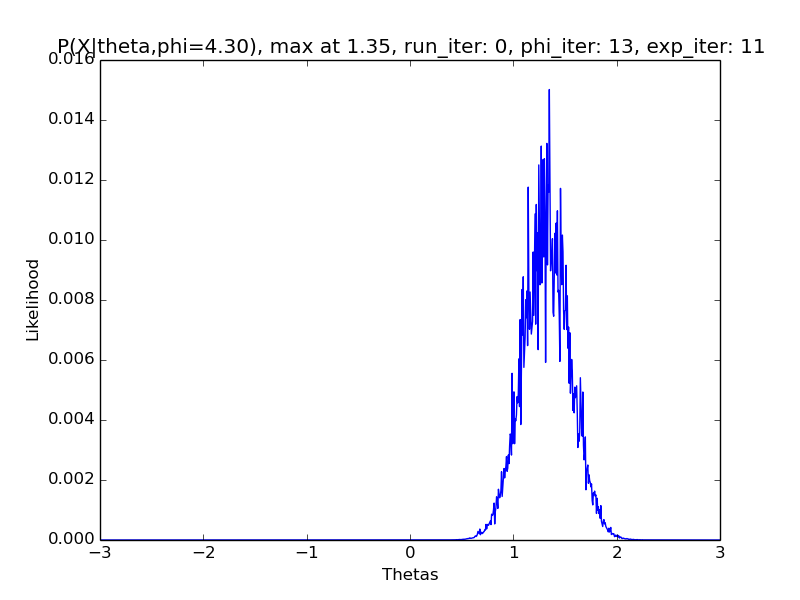 P(X|theta,phi=4.30), max at 1.35, run_iter: 0, phi_iter: 13, exp_iter: 11
0.016
0.014
0.012
0.010
0.008
0.006
0.004
0.002
0.000
Likelihood
−3 −2 −1 0 1 2 3
Thetas